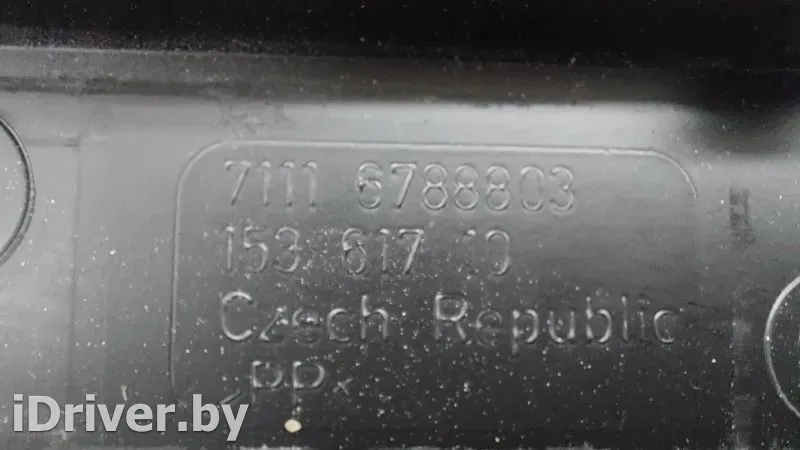 7111 6788803
153 617 10
Czech Republic
>PP<
iDriver.by